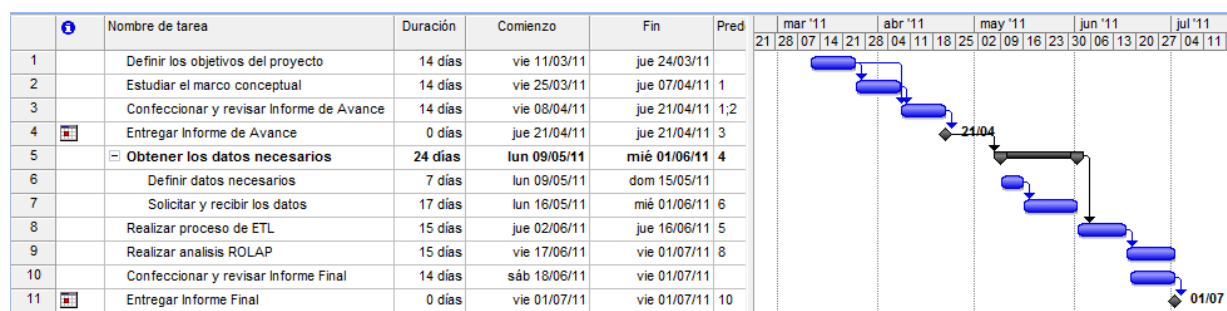 Nombre de tarea Duración Comienzo Fin Pred mar '11 abr '11 may '11 jun '11 jul '11
21 28 07 14 21 28 04 11 18 25 02 09 16 23 30 06 13 20 27 04 11
1 Definir los objetivos del proyecto 14 días vie 11/03/11 jue 24/03/11
2 Estudiar el marco conceptual 14 días vie 25/03/11 jue 07/04/11 1
3 Confeccionar y revisar Informe de Avance 14 días vie 08/04/11 jue 21/04/11 1;2
4 Entregar Informe de Avance 0 días jue 21/04/11 jue 21/04/11 3 21/04
5 Obtener los datos necesarios 24 días lun 09/05/11 mié 01/06/11 4
6 Definir datos necesarios 7 días lun 09/05/11 dom 15/05/11
7 Solicitar y recibir los datos 17 días lun 16/05/11 mié 01/06/11 6
8 Realizar proceso de ETL 15 días jue 02/06/11 jue 16/06/11 5
9 Realizar analisis ROLAP 15 días vie 17/06/11 vie 01/07/11 8
10 Confeccionar y revisar Informe Final 14 días sáb 18/06/11 vie 01/07/11
11 Entregar Informe Final 0 días vie 01/07/11 vie 01/07/11 10 01/07